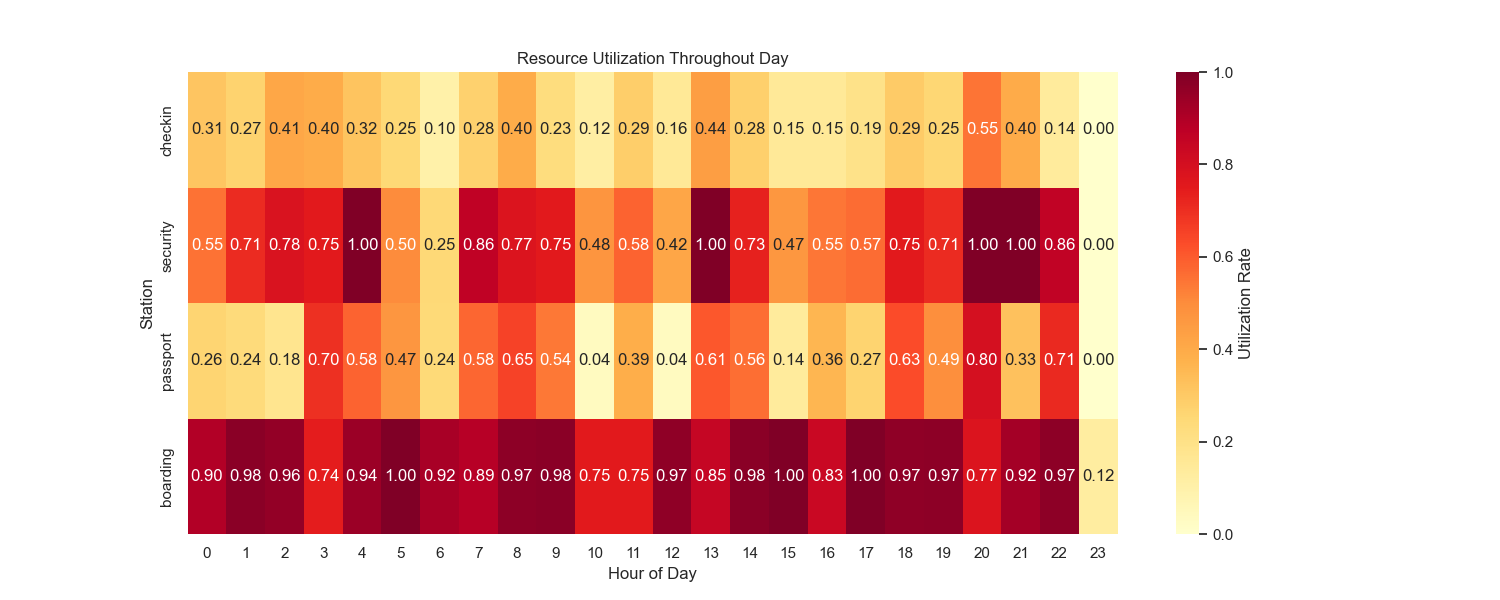 Resource Utilization Throughout Day
Station
checkin
0.31 0.27 0.41 0.40 0.32 0.25 0.10 0.28 0.40 0.23 0.12 0.29 0.16 0.44 0.28 0.15 0.15 0.19 0.29 0.25 0.55 0.40 0.14 0.00
security
0.55 0.71 0.78 0.75 1.00 0.50 0.25 0.86 0.77 0.75 0.48 0.58 0.42 1.00 0.73 0.47 0.55 0.57 0.75 0.71 1.00 1.00 0.86 0.00
passport
0.26 0.24 0.18 0.70 0.58 0.47 0.24 0.58 0.65 0.54 0.04 0.39 0.04 0.61 0.56 0.14 0.36 0.27 0.63 0.49 0.80 0.33 0.71 0.00
boarding
0.90 0.98 0.96 0.74 0.94 1.00 0.92 0.89 0.97 0.98 0.75 0.75 0.97 0.85 0.98 1.00 0.83 1.00 0.97 0.97 0.77 0.92 0.97 0.12
0 1 2 3 4 5 6 7 8 9 10 11 12 13 14 15 16 17 18 19 20 21 22 23
Hour of Day
1.0
0.8
0.6
0.4
0.2
0.0
Utilization Rate